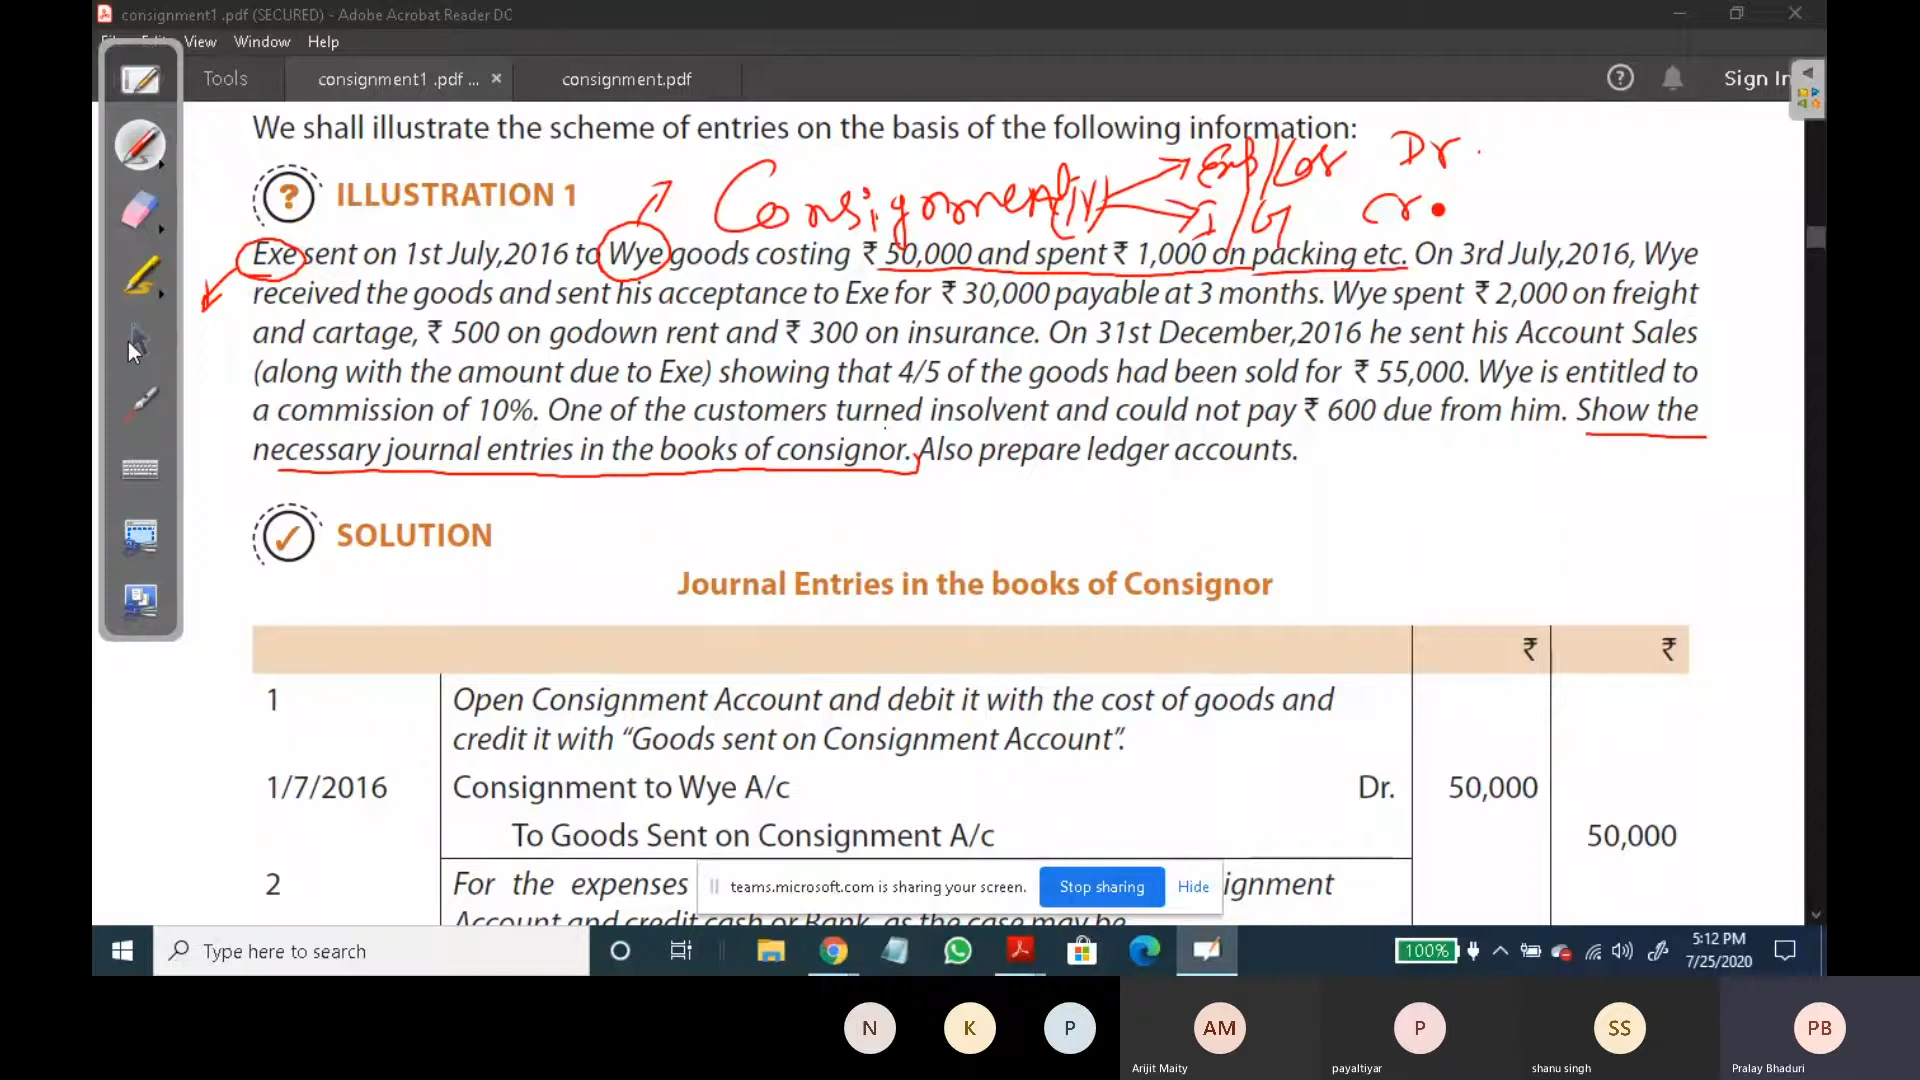 consignment1 .pdf (SECURED) - Adobe Acrobat Reader DC
View Window Help
Tools consignment1 .pdf ... × consignment.pdf Sign In
We shall illustrate the scheme of entries on the basis of the following information:
ILLUSTRATION 1
Consignment Dr.
Cr
Exe sent on 1st July,2016 to Wye goods costing ₹ 50,000 and spent ₹ 1,000 on packing etc. On 3rd July,2016, Wye
received the goods and sent his acceptance to Exe for ₹ 30,000 payable at 3 months. Wye spent ₹ 2,000 on freight
and cartage, ₹ 500 on godown rent and ₹ 300 on insurance. On 31st December,2016 he sent his Account Sales
(along with the amount due to Exe) showing that 4/5 of the goods had been sold for ₹ 55,000. Wye is entitled to
a commission of 10%. One of the customers turned insolvent and could not pay ₹ 600 due from him. Show the
necessary journal entries in the books of consignor. Also prepare ledger accounts.
SOLUTION
Journal Entries in the books of Consignor
₹ ₹
1 Open Consignment Account and debit it with the cost of goods and
credit it with “Goods sent on Consignment Account”.
1/7/2016 Consignment to Wye A/c Dr. 50,000
To Goods Sent on Consignment A/c 50,000
2 For the expenses ignment
Account and credit cash or Bank, as the case may be
teams.microsoft.com is sharing your screen. Stop sharing Hide
Type here to search 100% 5:12 PM
7/25/2020
N K P AM P SS PB
Arijit Maity payaltiyar shanu singh Pralay Bhaduri